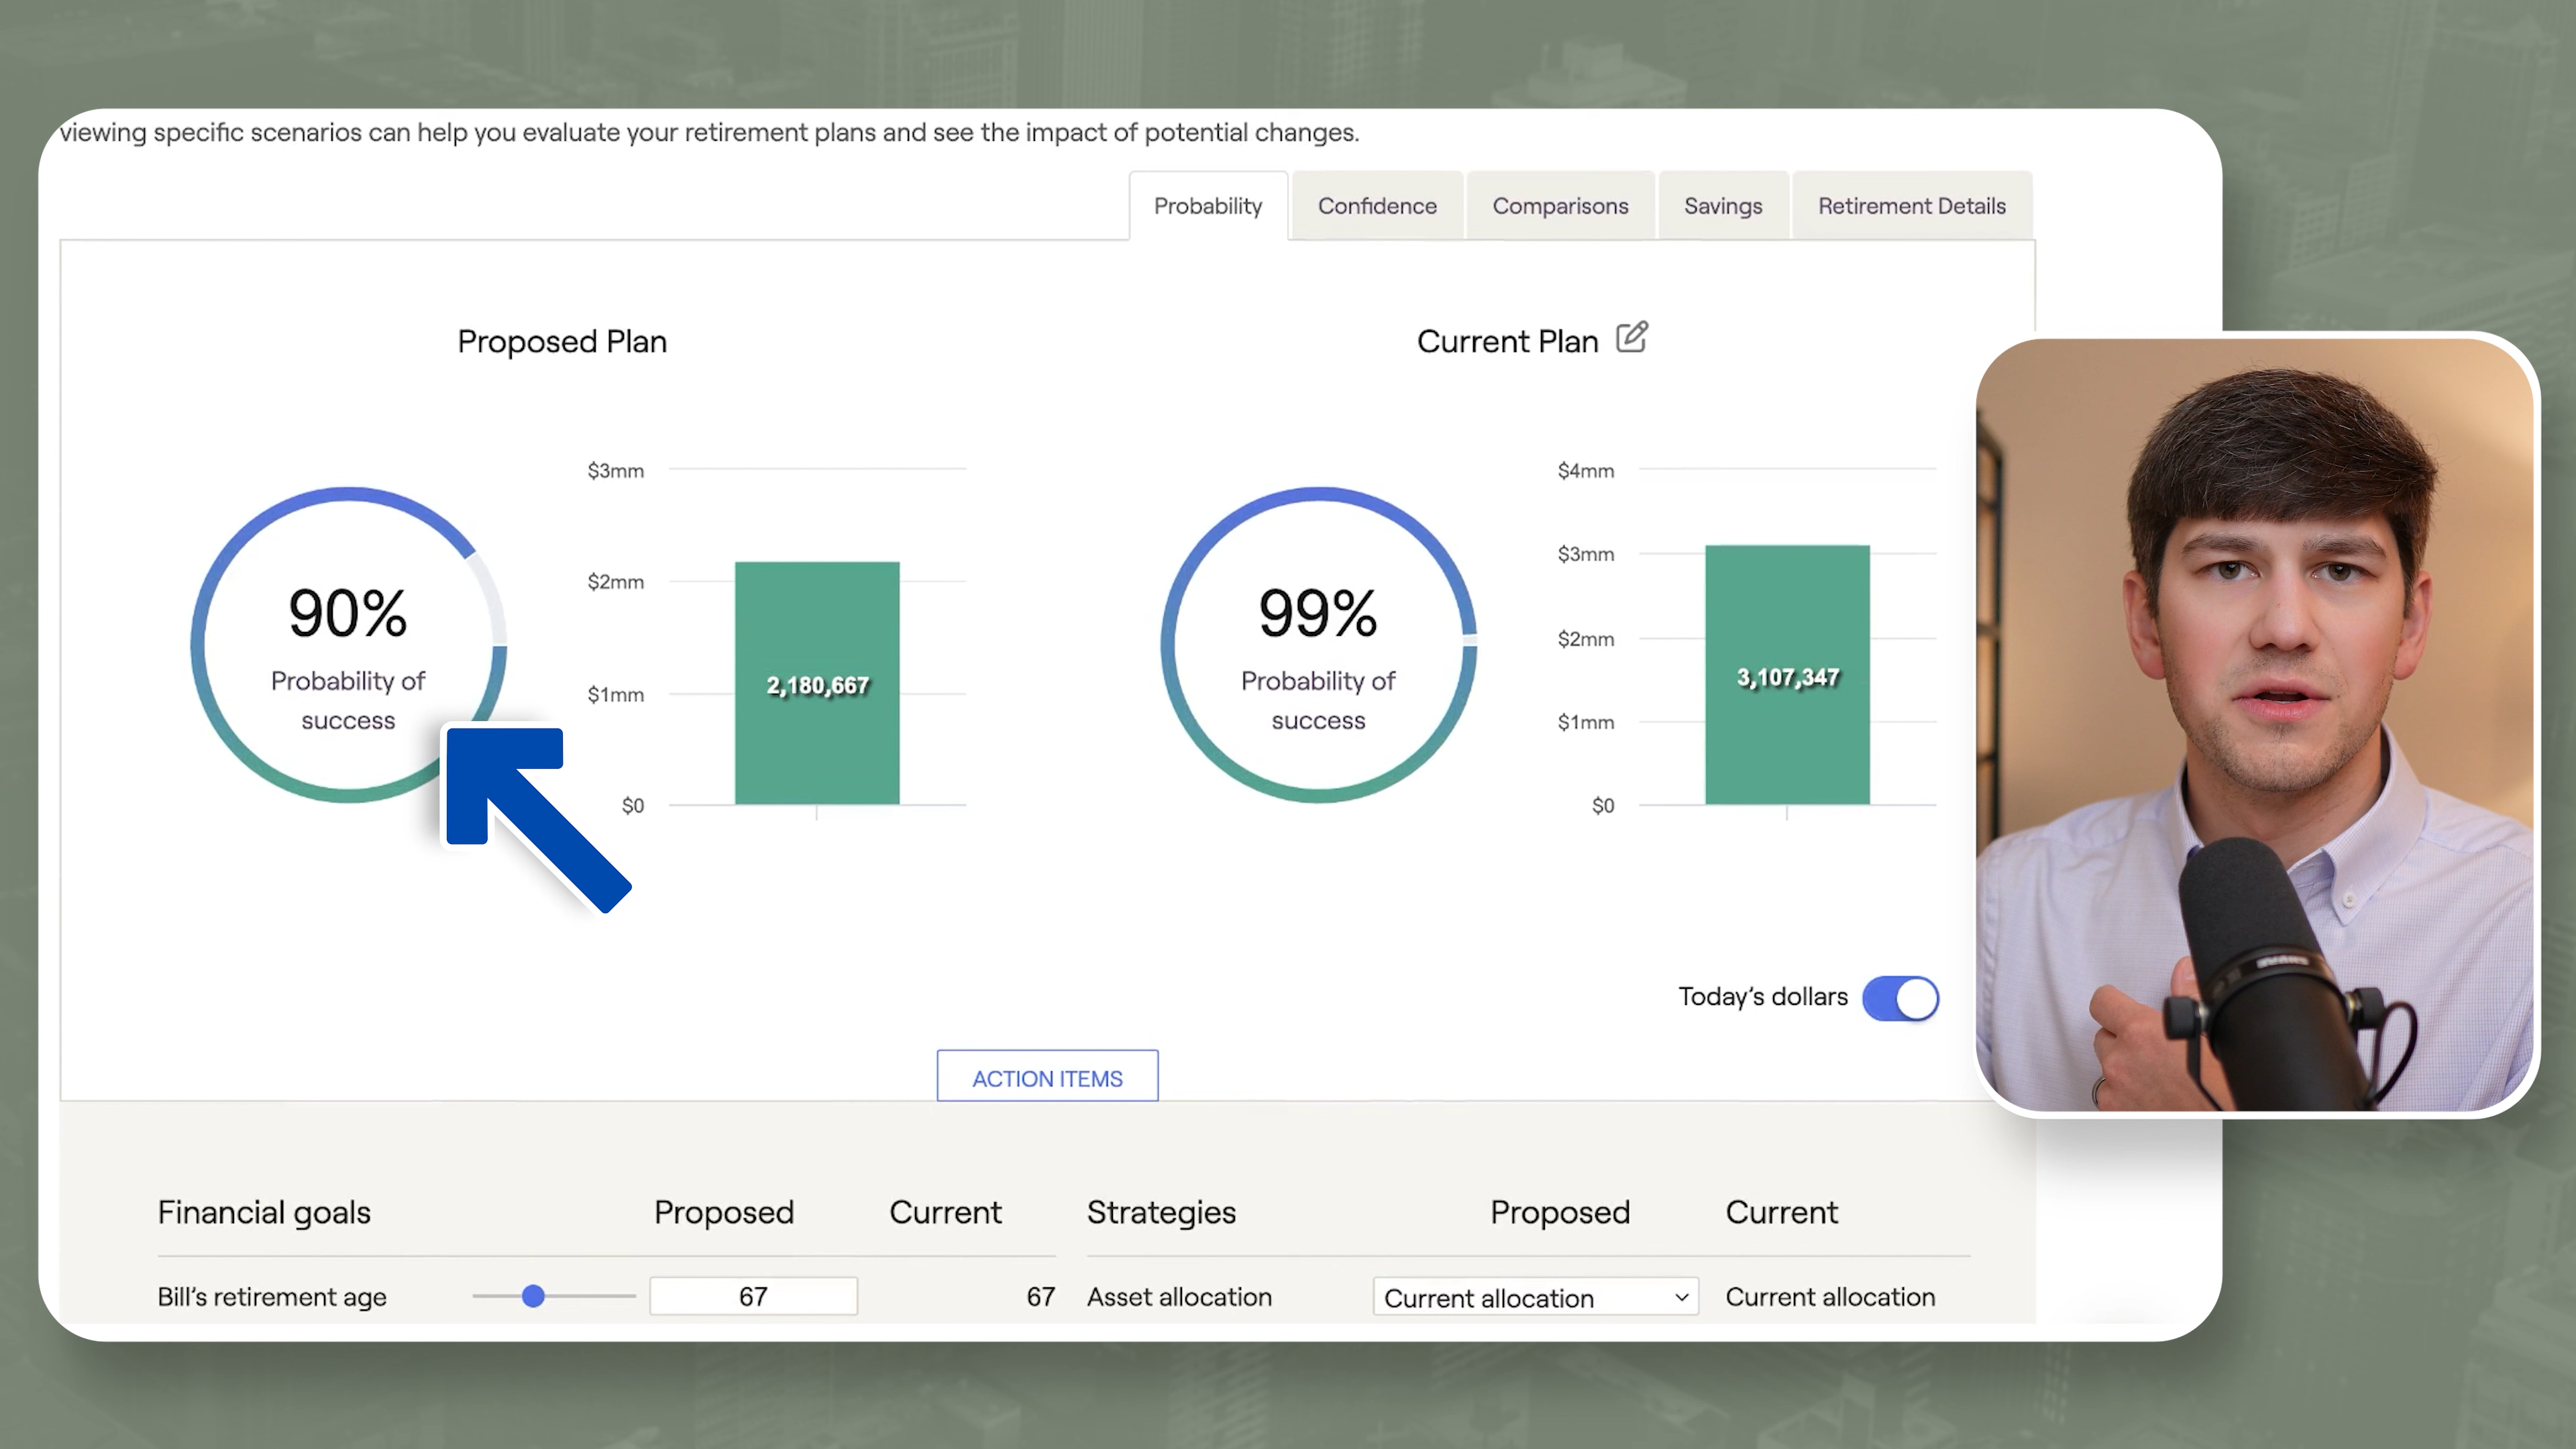 viewing specific scenarios can help you evaluate your retirement plans and see the impact of potential changes.
Probability
Confidence
Comparisons
Savings
Retirement Details
Proposed Plan
90%
Probability of
success
$3mm
$2mm
$1mm
$0
2,180,667
Current Plan
99%
Probability of
success
$4mm
$3mm
$2mm
$1mm
$0
3,107,347
Today's dollars
ACTION ITEMS
Financial goals Proposed Current
Bill's retirement age 67 67
Strategies Proposed Current
Asset allocation Current allocation Current allocation